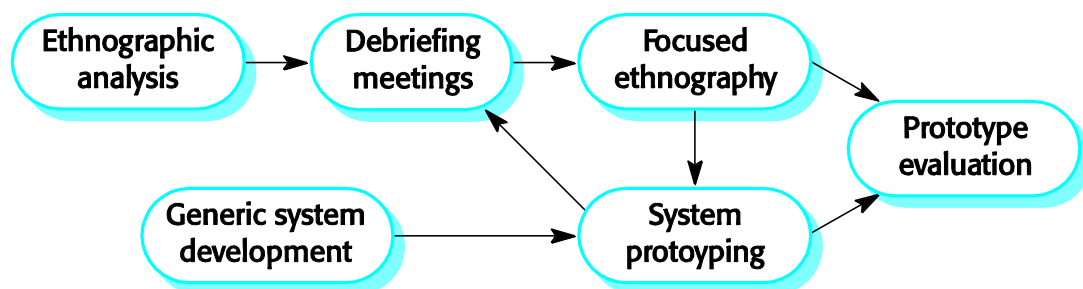 Ethnographic
analysis
Debriefing
meetings
Focused
ethnography
Prototype
evaluation
Generic system
development
System
protoyping